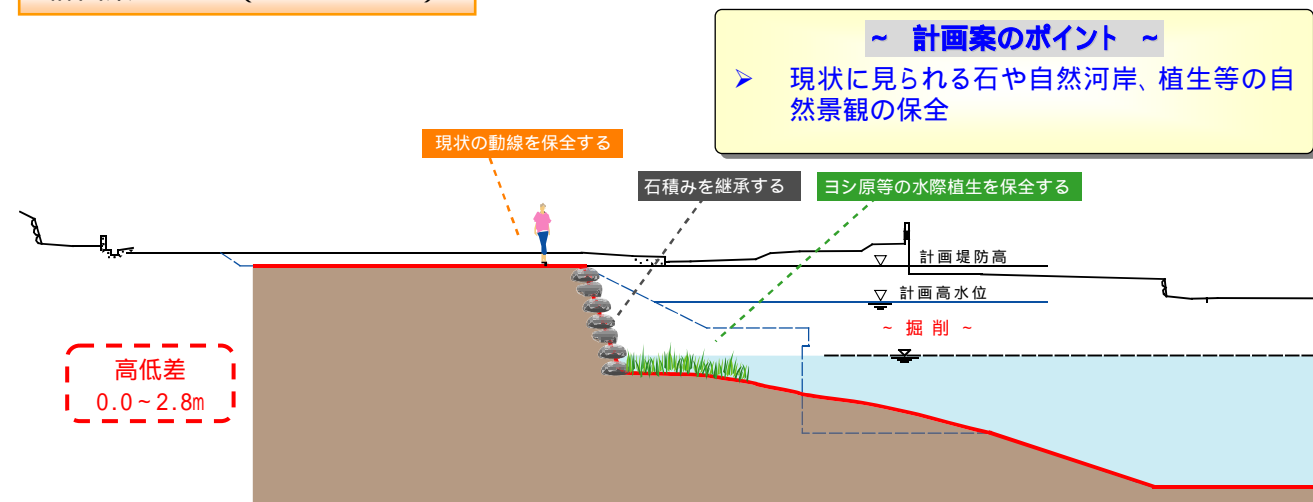 ~ 計画案のポイント ~
➢ 現状に見られる石や自然河岸、植生等の自
然景観の保全
現状の動線を保全する
石積みを継承する
ヨシ原等の水際植生を保全する
計画堤防高
計画高水位
~ 掘削 ~
高低差
0.0~2.8m